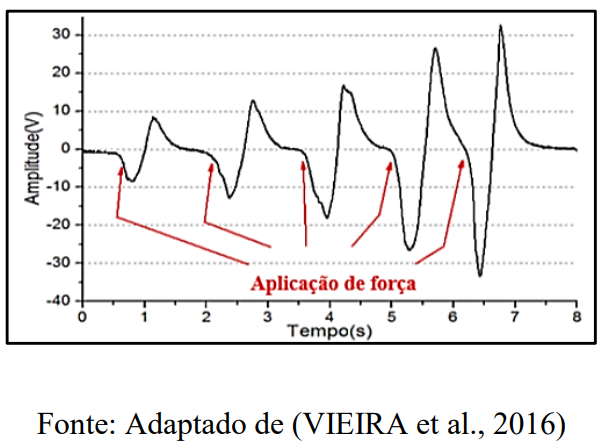 Amplitude(V)
30
20
10
0
-10
-20
-30
-40
Aplicação de força
0 1 2 3 4 5 6 7 8
Tempo(s)
Fonte: Adaptado de (VIEIRA et al., 2016)